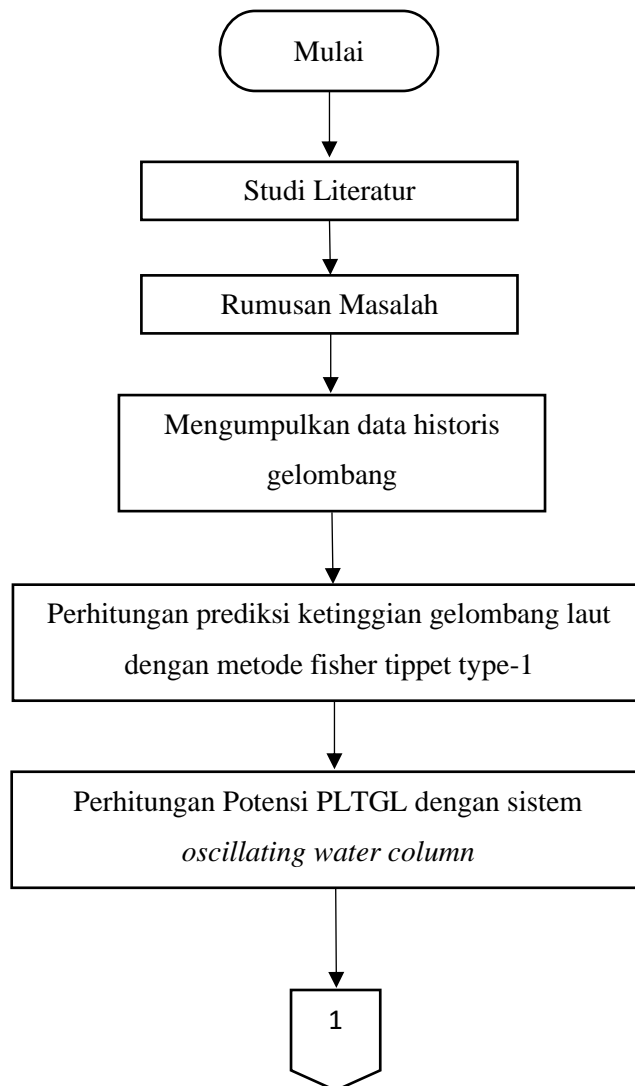 Mulai
Studi Literatur
Rumusan Masalah
Mengumpulkan data historis
gelombang
Perhitungan prediksi ketinggian gelombang laut
dengan metode fisher tippet type-1
Perhitungan Potensi PLTGL dengan sistem
oscillating water column
1